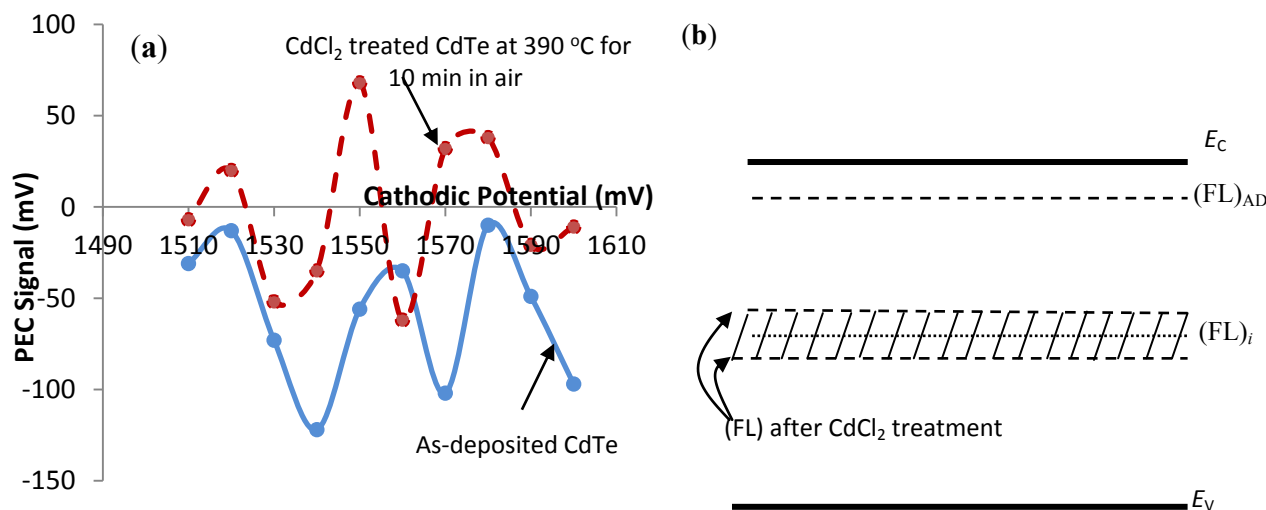 100
50
0
-50
-100
-150
PEC Signal (mV)
(a)
CdCl2 treated CdTe at 390 ºC for
10 min in air
Cathodic Potential (mV)
1490 1510 1530 1550 1570 1590 1610
As-deposited CdTe
(b)
EC
(FL)AD
(FL)i
(FL) after CdCl2 treatment
EV